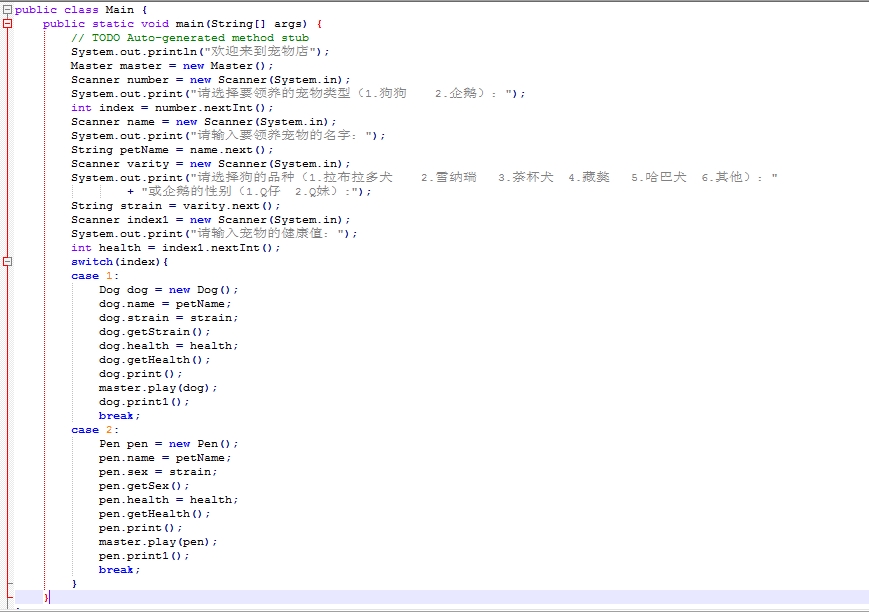 public class Main {
    public static void main(String[] args) {
        // TODO Auto-generated method stub
        System.out.println("欢迎来到宠物店");
        Master master = new Master();
        Scanner number = new Scanner(System.in);
        System.out.print("请选择要领养的宠物类型（1.狗狗    2.企鹅）：");
        int index = number.nextInt();
        Scanner name = new Scanner(System.in);
        System.out.print("请输入要领养宠物的名字：");
        String petName = name.next();
        Scanner varity = new Scanner(System.in);
        System.out.print("请选择狗的品种（1.拉布拉多犬    2.雪纳瑞   3.茶杯犬  4.藏獒   5.哈巴犬  6.其他）："
                + "或企鹅的性别（1.Q仔  2.Q妹）:");
        String strain = varity.next();
        Scanner index1 = new Scanner(System.in);
        System.out.print("请输入宠物的健康值：");
        int health = index1.nextInt();
        switch(index){
        case 1:
            Dog dog = new Dog();
            dog.name = petName;
            dog.strain = strain;
            dog.getStrain();
            dog.health = health;
            dog.getHealth();
            dog.print();
            master.play(dog);
            dog.print1();
            break;
        case 2:
            Pen pen = new Pen();
            pen.name = petName;
            pen.sex = strain;
            pen.getSex();
            pen.health = health;
            pen.getHealth();
            pen.print();
            master.play(pen);
            pen.print1();
            break;
        }
    }